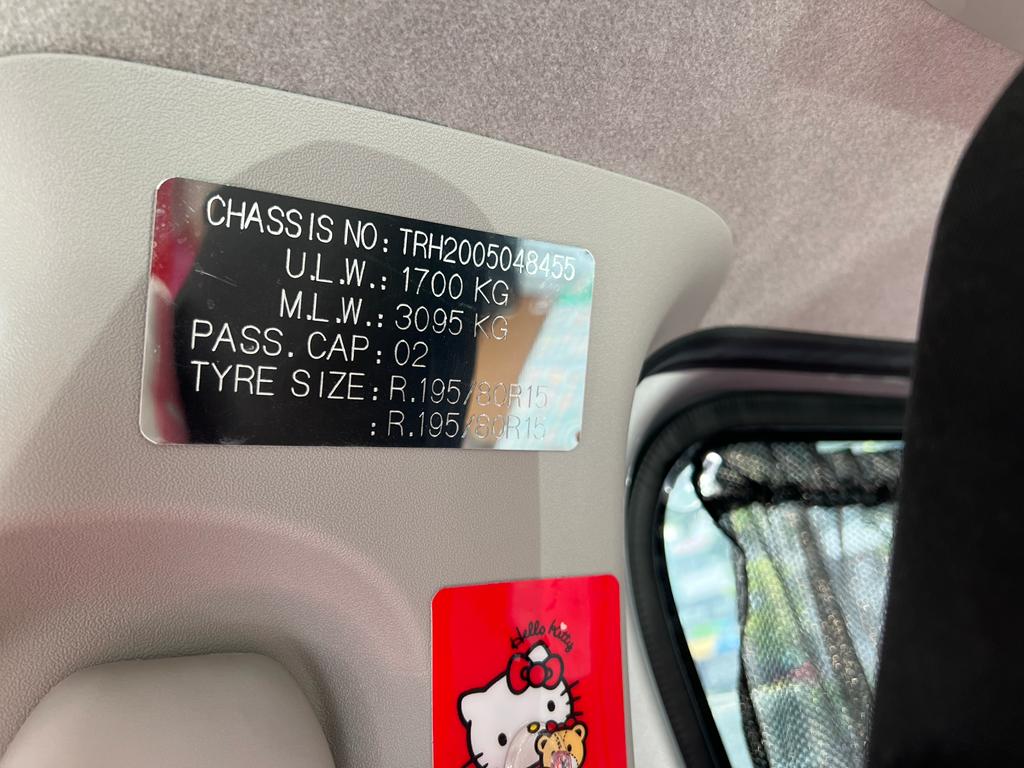 CHASSIS NO: TRH2005048455
U.L.W.: 1700 KG
M.L.W.: 3095 KG
PASS. CAP: 02
TYRE SIZE: R.195/80R15
: R.195/80R15
Hello Kitty